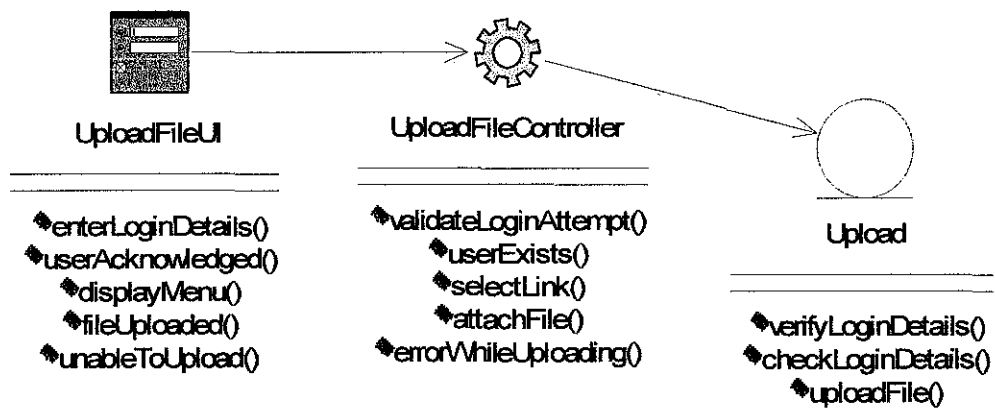 UploadFileUI
enterLoginDetails()
userAcknowledged()
displayMenu()
fileUploaded()
unableToUpload()
UploadFileController
validateLoginAttempt()
userExists()
selectLink()
attachFile()
errorWhileUploading()
Upload
verifyLoginDetails()
checkLoginDetails()
uploadFile()